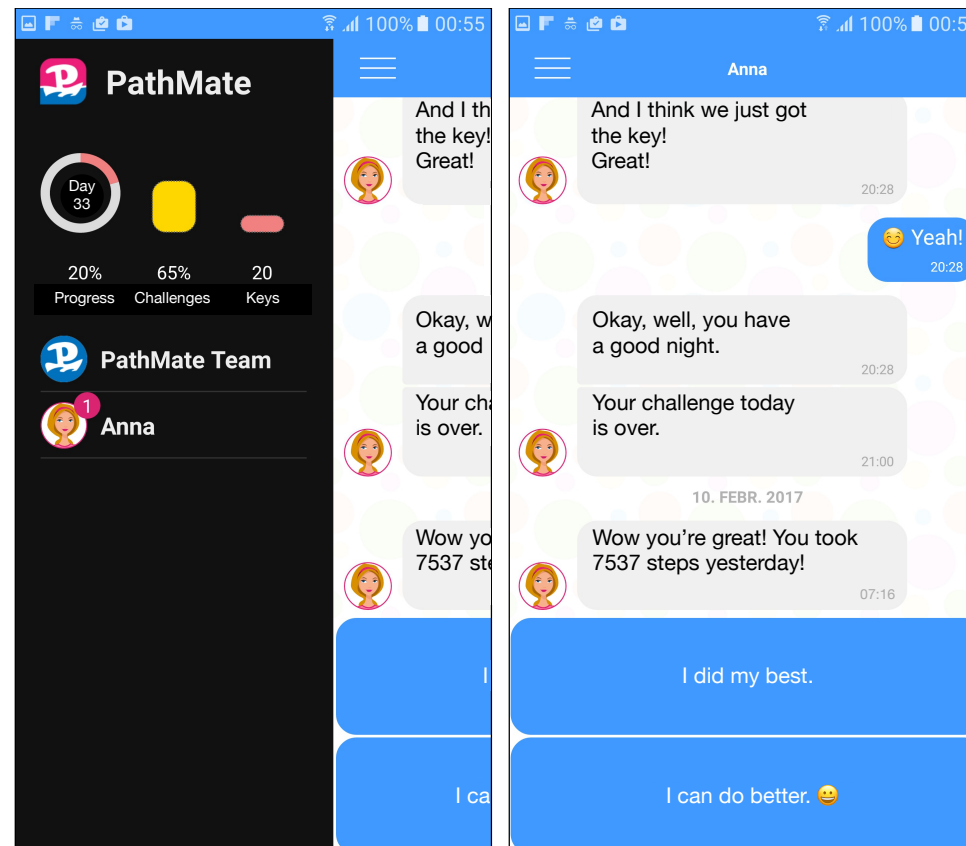 100% 00:55
PathMate
Day
33
20% 65% 20
Progress Challenges Keys
PathMate Team
1
Anna
And I th
the key!
Great!
Okay, w
a good
Your cha
is over.
Wow yo
7537 ste
I
I ca
100% 00:5
Anna
And I think we just got
the key!
Great!
20:28
😊 Yeah!
20:28
Okay, well, you have
a good night.
20:28
Your challenge today
is over.
21:00
10. FEBR. 2017
Wow you’re great! You took
7537 steps yesterday!
07:16
I did my best.
I can do better. 😀